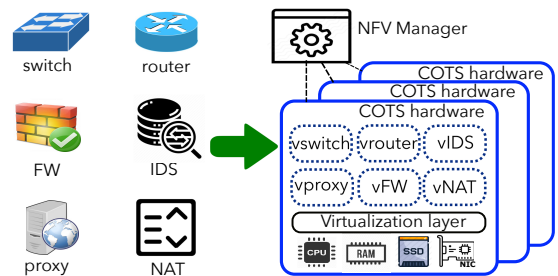 switch
router
FW
IDS
proxy
NAT
NFV Manager
COTS hardware
COTS hardware
COTS hardware
vswitch vrouter vIDS
vproxy vFW vNAT
Virtualization layer
CPU RAM SSD NIC